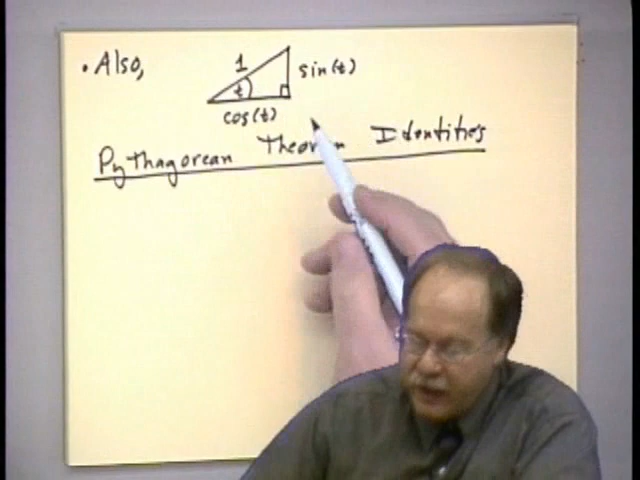 • Also,
1
sin(t)
t
cos(t)
Pythagorean Theorem Identities